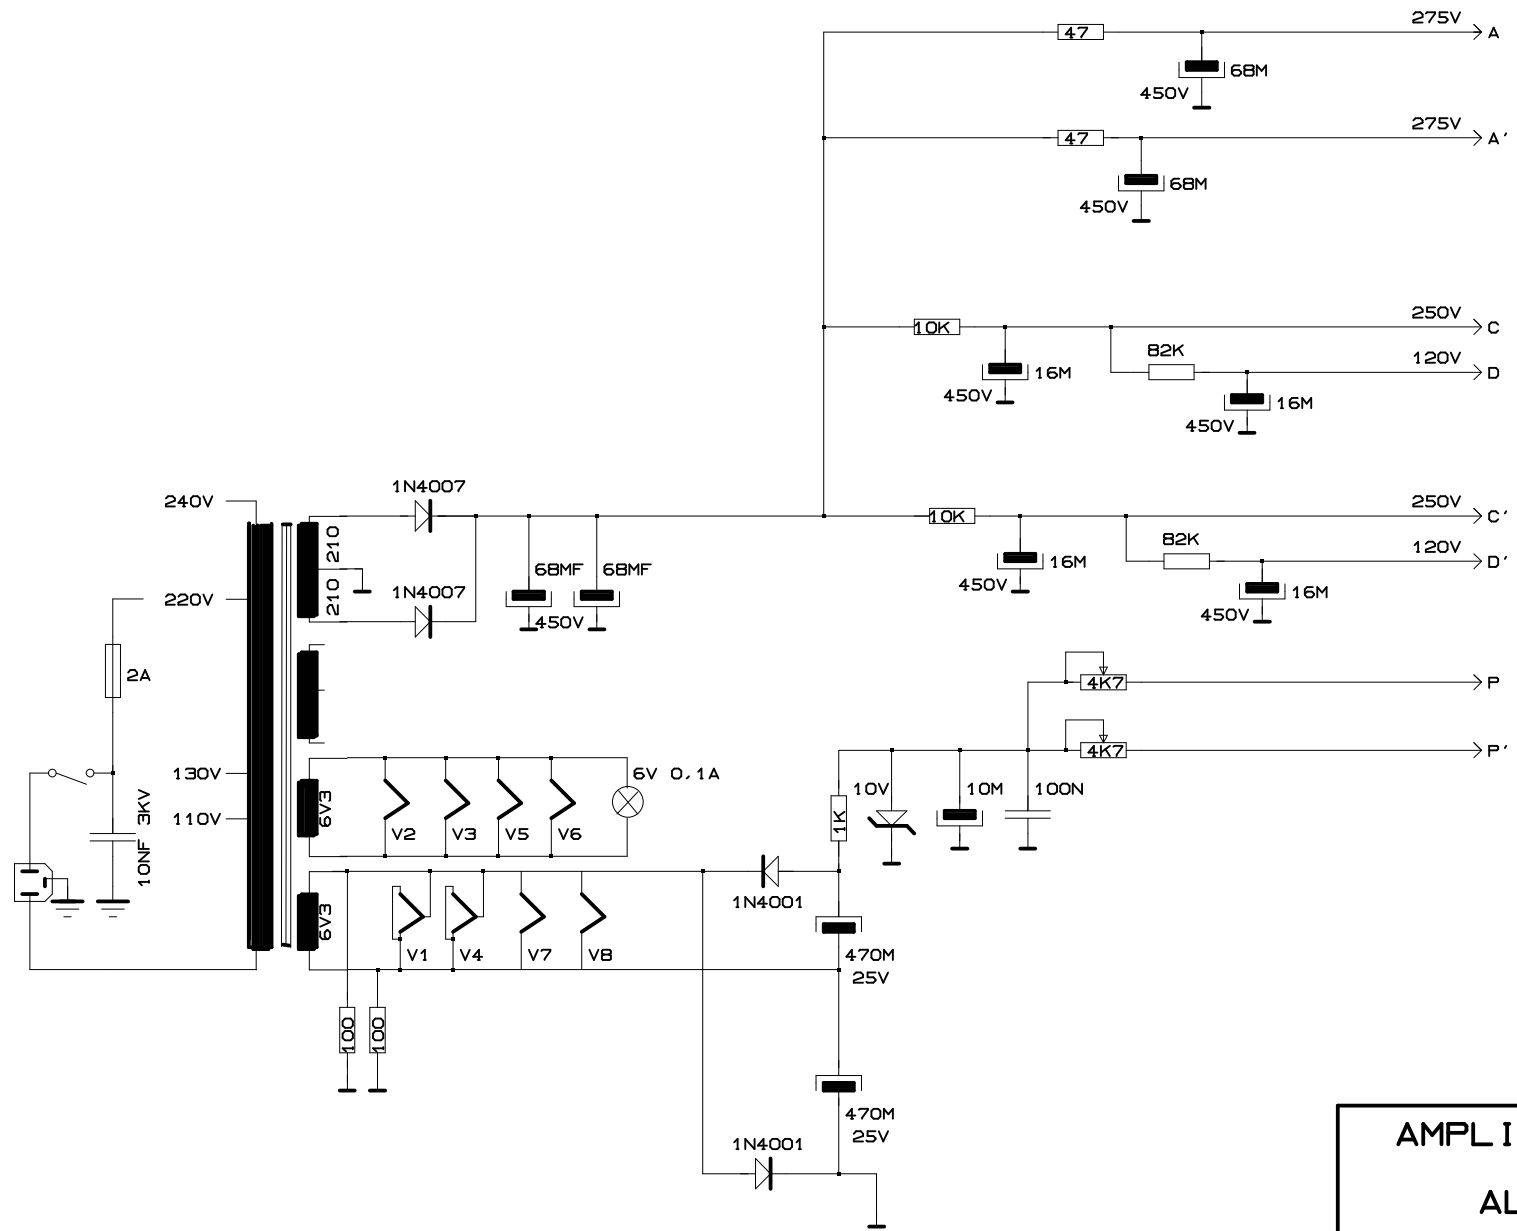 275V
47
A
68M
450V
275V
47
A'
68M
450V
250V
10K
C
82K
120V
16M
D
450V
16M
450V
1N4007
240V
250V
10K
C'
210
82K
120V
16M
D'
68MF 68MF
450V
1N4007
210
16M
220V
450V
450V
2A
4K7
P
4K7
P'
130V
6V 0,1A
10V
10M
100N
6V3
1K
110V
V2
V3
V5
V6
10NF 3KV
1N4001
6V3
V1
V4
V7
V8
470M
25V
100
100
470M
25V
1N4001
AMPLI
AL